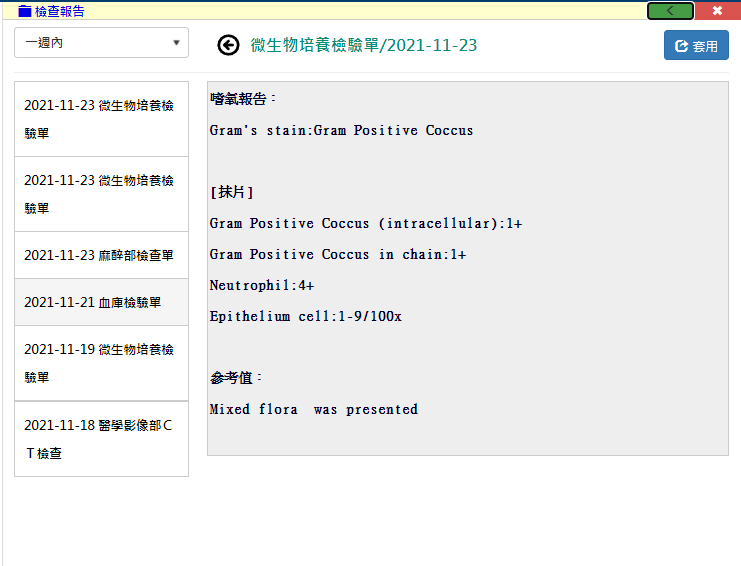 檢查報告
一週內
微生物培養檢驗單/2021-11-23
套用
2021-11-23 微生物培養檢
驗單
2021-11-23 微生物培養檢
驗單
2021-11-23 麻醉部檢查單
2021-11-21 血庫檢驗單
2021-11-19 微生物培養檢
驗單
2021-11-18 醫學影像部Ｃ
Ｔ檢查
嗜氧報告：
Gram's stain:Gram Positive Coccus
[抹片]
Gram Positive Coccus (intracellular):1+
Gram Positive Coccus in chain:1+
Neutrophil:4+
Epithelium cell:1-9/100x
參考值：
Mixed flora  was presented